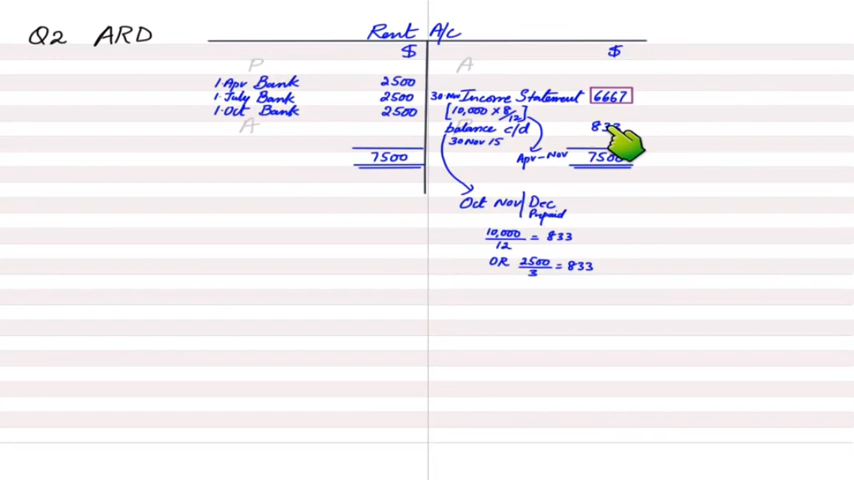 Q2 ARD
Rent A/c
$ $
P A
1.Apr Bank 2500
1.July Bank 2500 30.Nov Income Statement 6667
1.Oct Bank 2500 [10,000 × 8/12]
A balance c/d 833
30 Nov 15
7500 Apr-Nov 7500
Oct Nov Dec
Prepaid
10,000/12 = 833
OR 2500/3 = 833